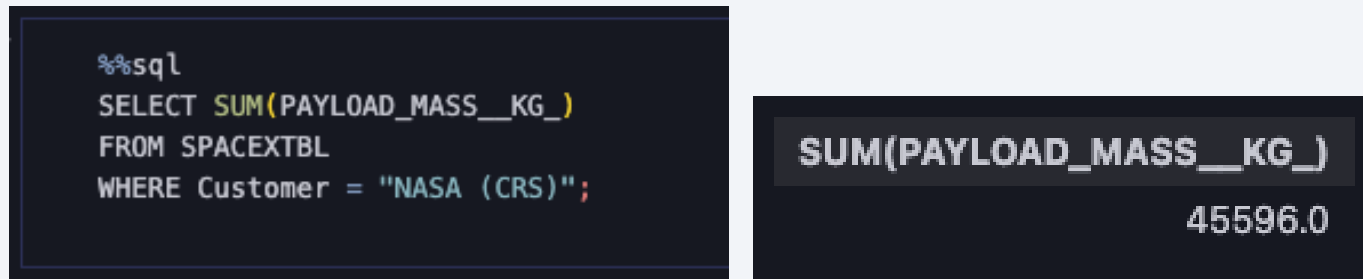 %%sql
SELECT SUM(PAYLOAD_MASS__KG_)
FROM SPACEXTBL
WHERE Customer = "NASA (CRS)";
SUM(PAYLOAD_MASS__KG_)
45596.0